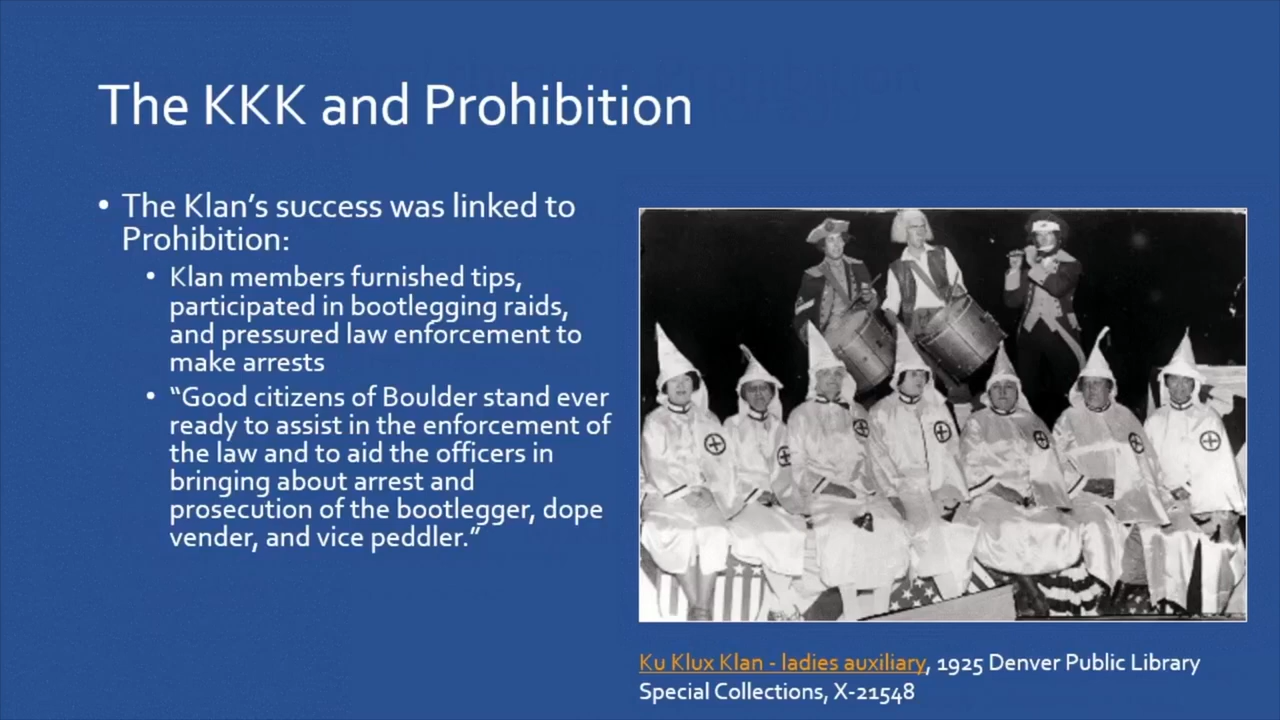 The KKK and Prohibition
• The Klan’s success was linked to
Prohibition:
• Klan members furnished tips,
participated in bootlegging raids,
and pressured law enforcement to
make arrests
• “Good citizens of Boulder stand ever
ready to assist in the enforcement of
the law and to aid the officers in
bringing about arrest and
prosecution of the bootlegger, dope
vender, and vice peddler.”
Ku Klux Klan - ladies auxiliary, 1925 Denver Public Library
Special Collections, X-21548